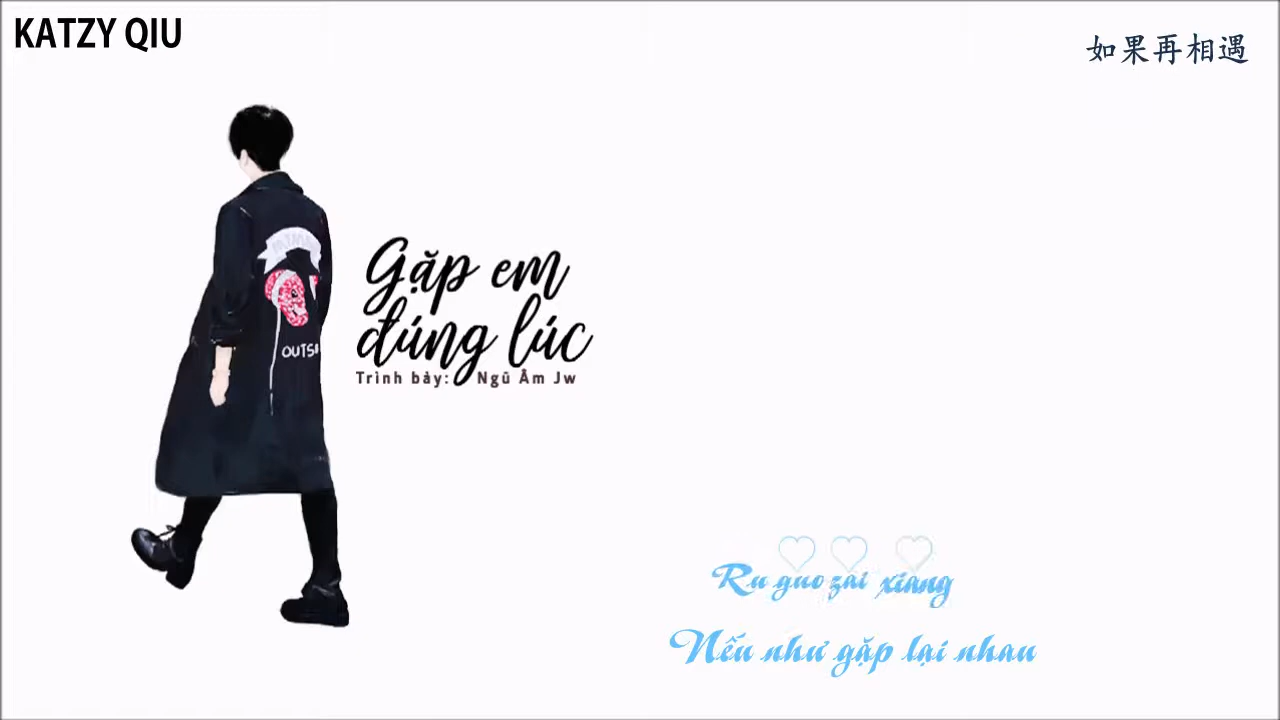 KATZY QIU
如果再相遇
Gặp em
đúng lúc
Trình bày: Ngũ Âm Jw
OUTS
Ru guo zai xiang
Nếu như gặp lại nhau